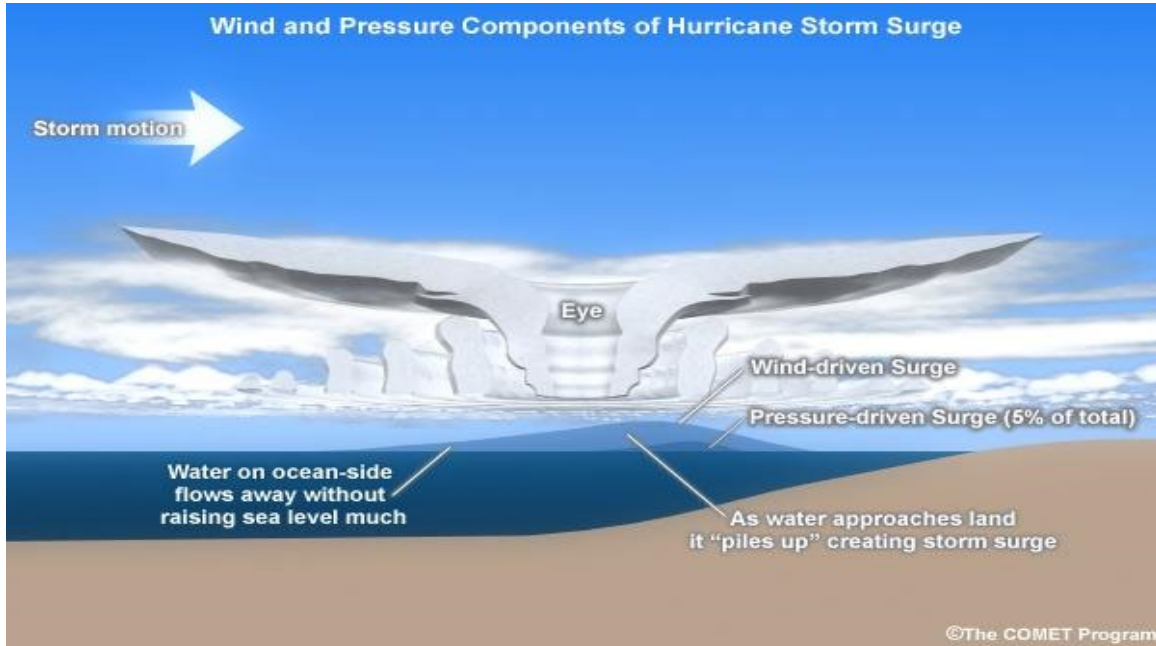 Wind and Pressure Components of Hurricane Storm Surge
Storm motion
Eye
Wind-driven Surge
Pressure-driven Surge (5% of total)
Water on ocean-side
flows away without
raising sea level much
As water approaches land
it “piles up” creating storm surge
©The COMET Program